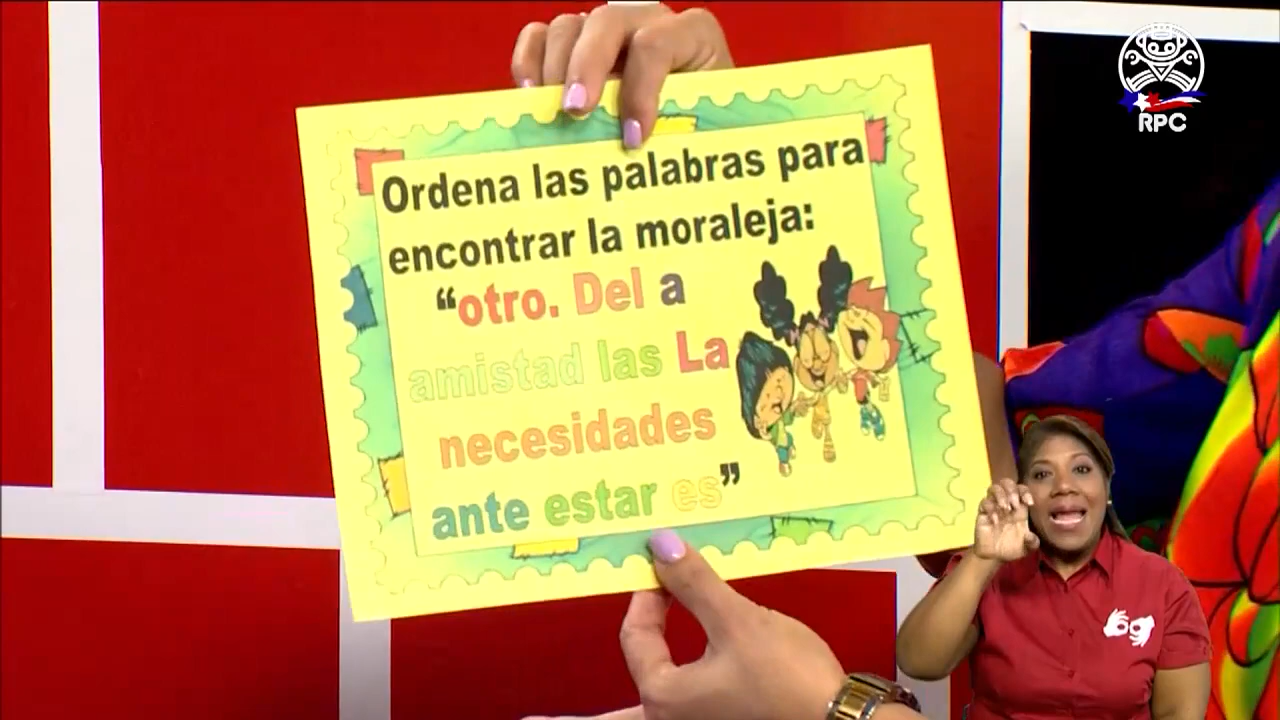 RPC
Ordena las palabras para
encontrar la moraleja:
“otro. Del a
amistad las La
necesidades
ante estar es”